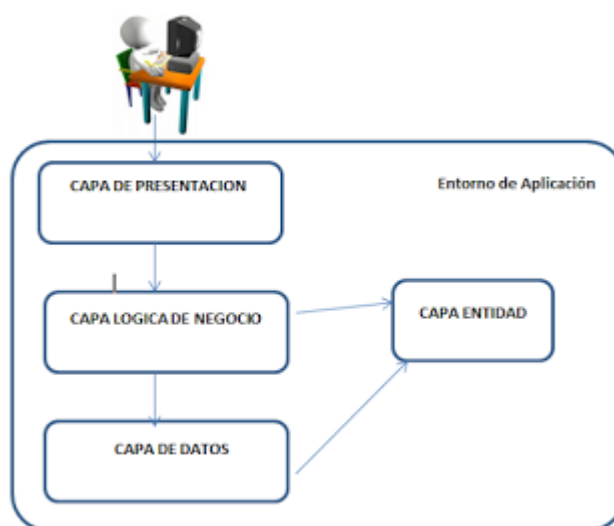 CAPA DE PRESENTACION
Entorno de Aplicación
CAPA LOGICA DE NEGOCIO
CAPA ENTIDAD
CAPA DE DATOS